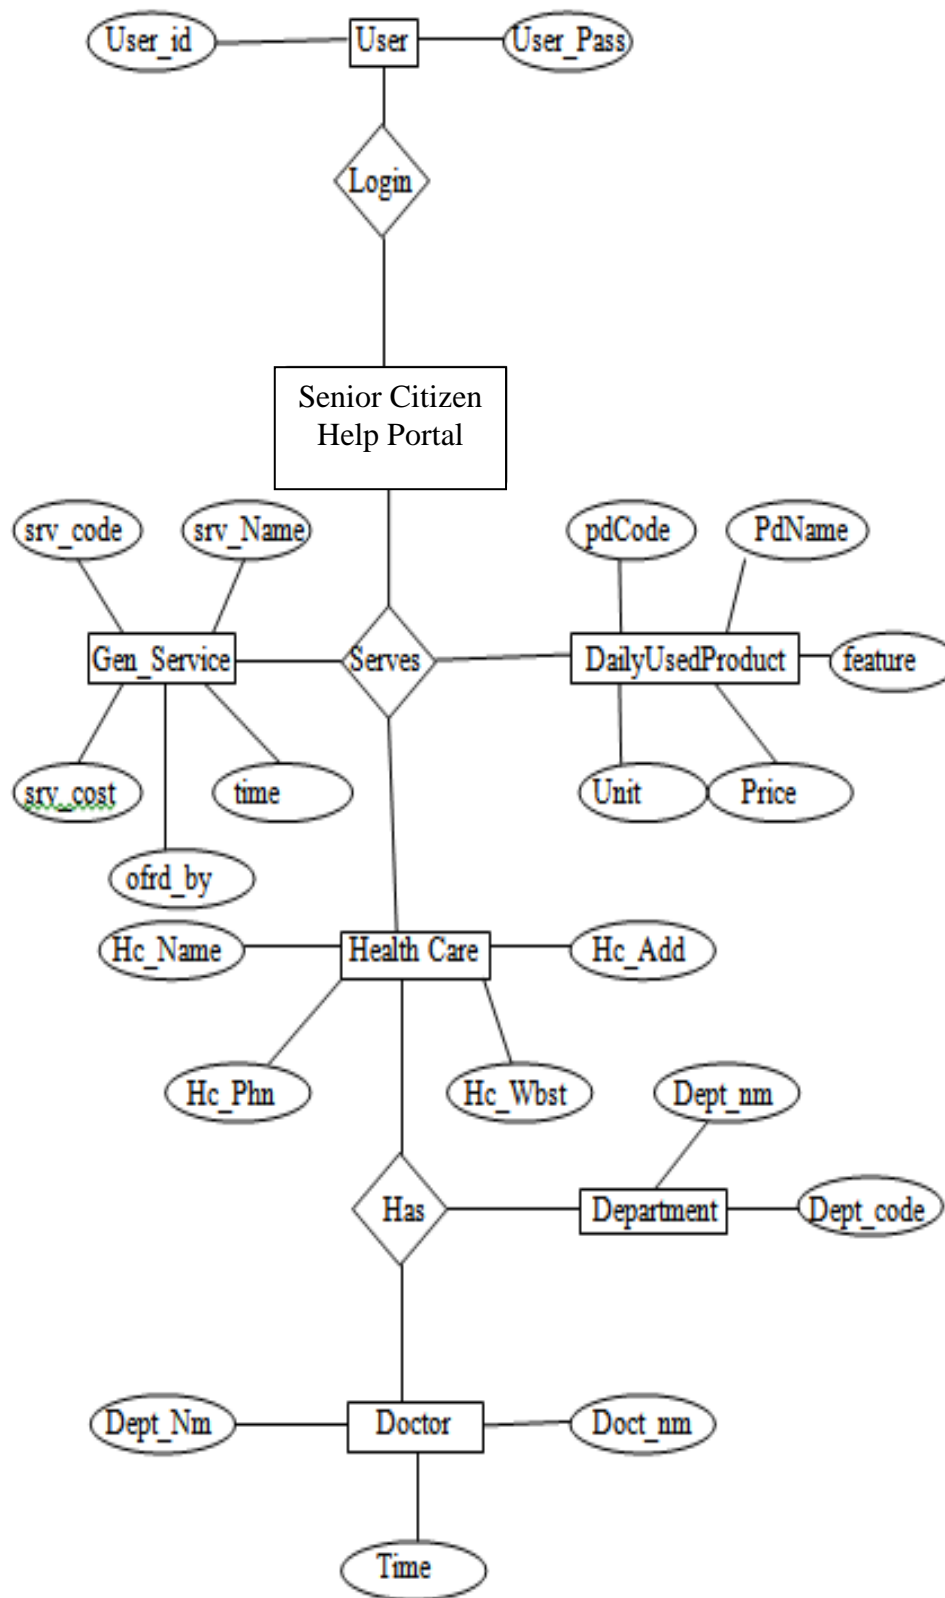 User_id
User
User_Pass
Login
Senior Citizen
Help Portal
srv_code
srv_Name
pdCode
PdName
Gen_Service
Serves
DailyUsedProduct
feature
srv_cost
time
Unit
Price
ofrd_by
Hc_Name
Health Care
Hc_Add
Hc_Phn
Hc_Wbst
Dept_nm
Has
Department
Dept_code
Dept_Nm
Doctor
Doct_nm
Time